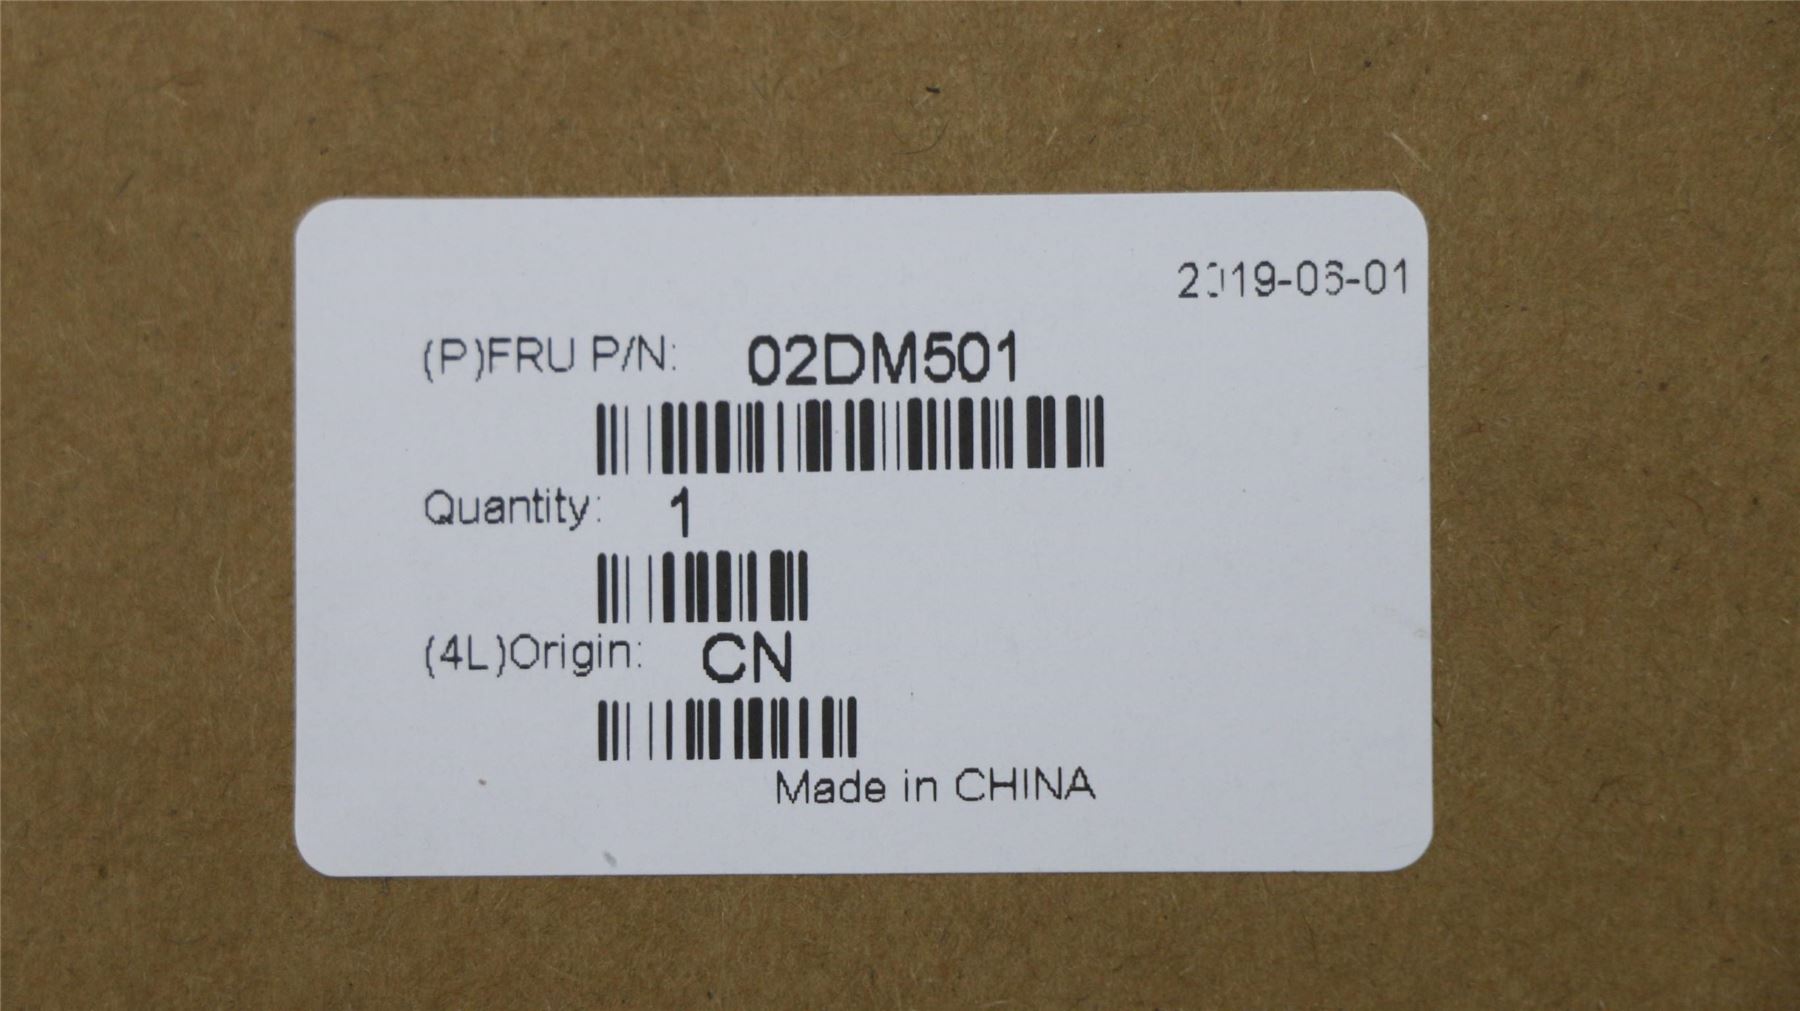 2019-06-01
(P)FRU P/N: 02DM501
Quantity: 1
(4L)Origin: CN
Made in CHINA